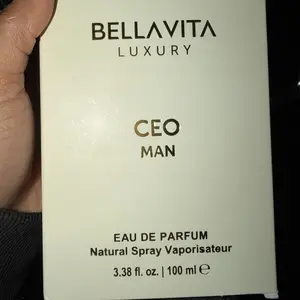 BELLAVITA
LUXURY
CEO
MAN
EAU DE PARFUM
Natural Spray Vaporisateur
3.38 fl. oz. | 100 ml ℮